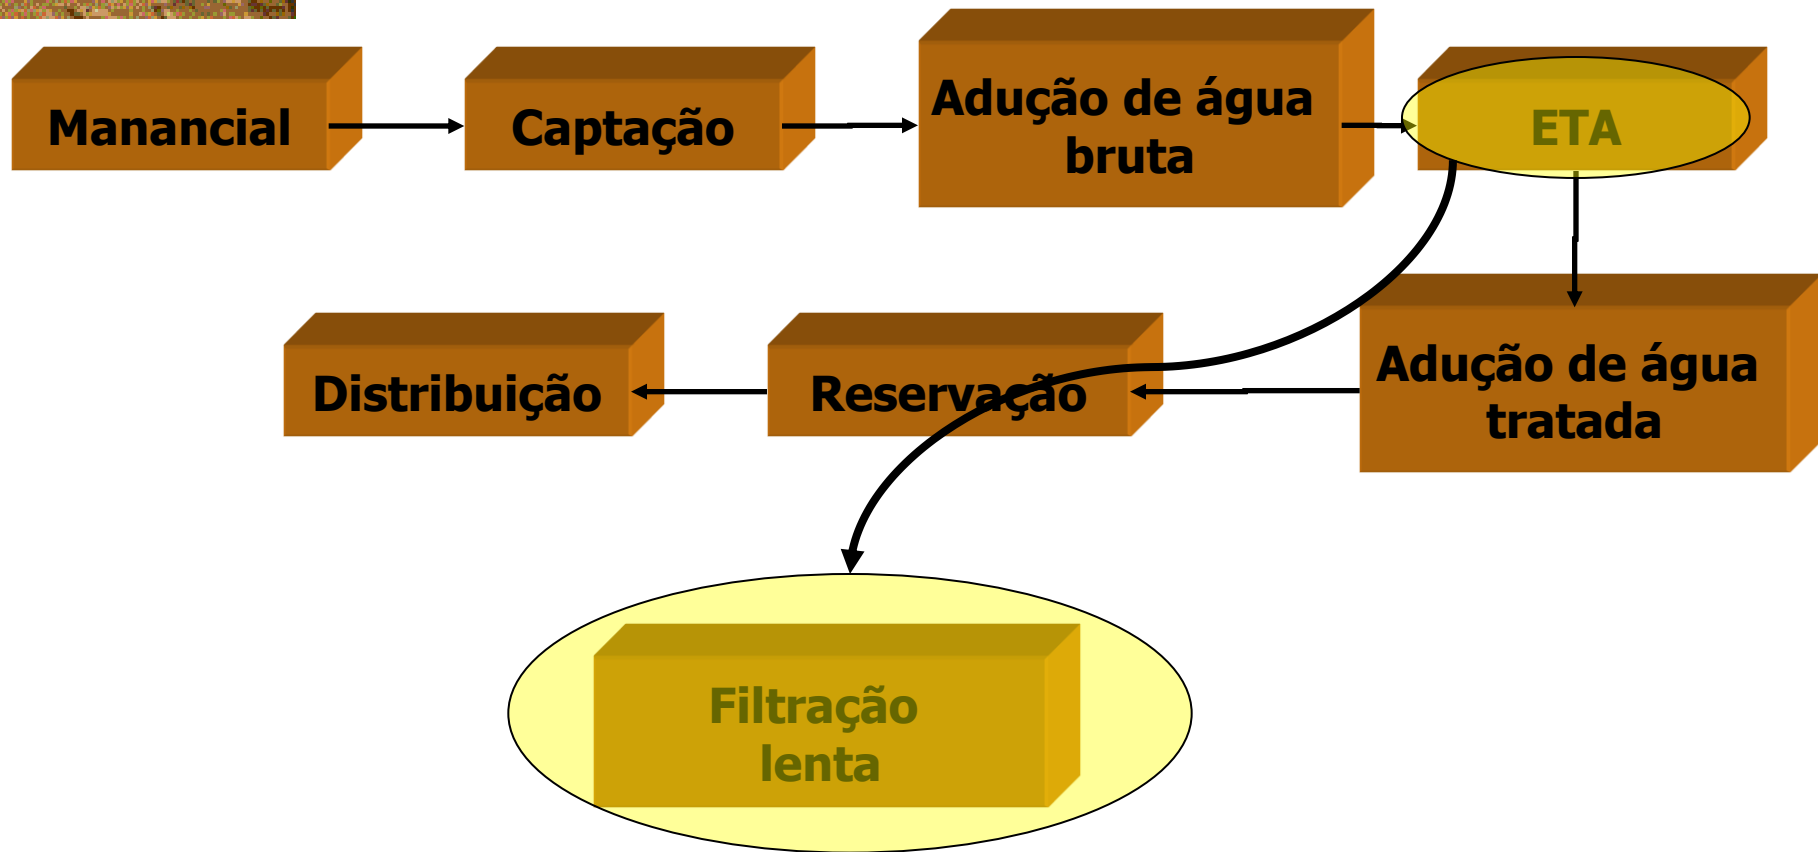 Manancial
Captação
Adução de água
bruta
ETA
Distribuição
Reservação
Adução de água
tratada
Filtração
lenta